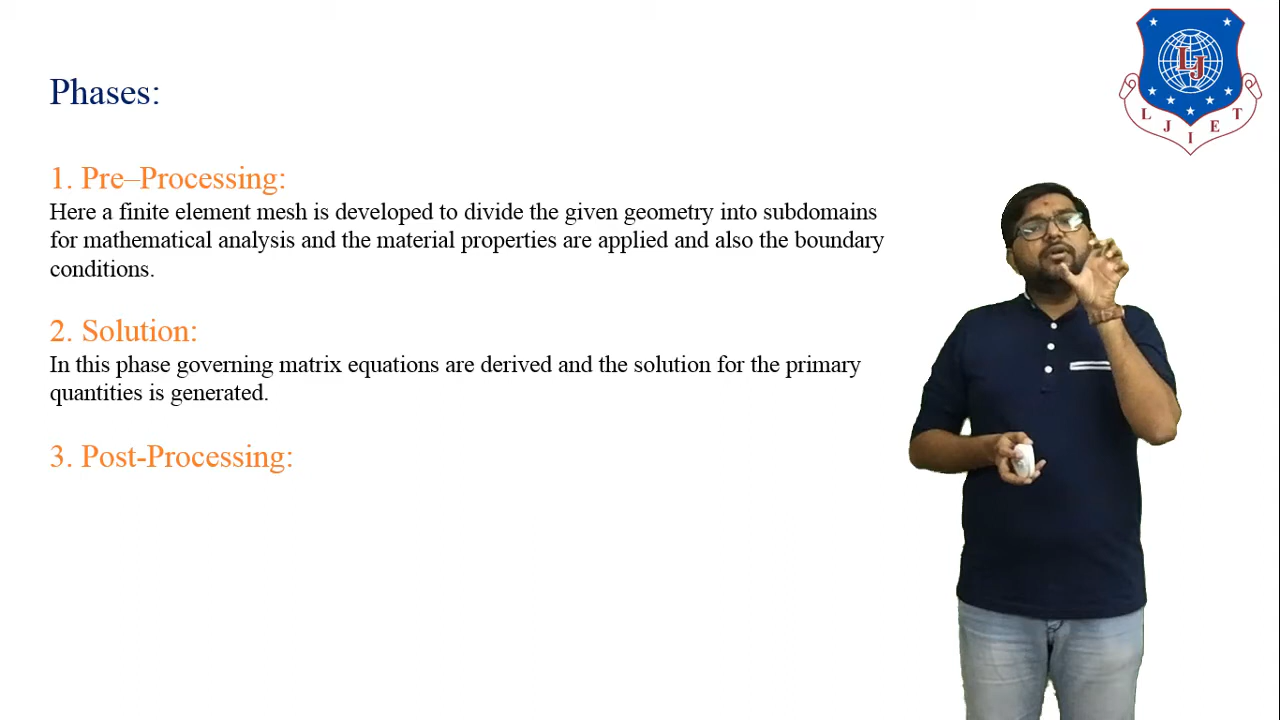 Phases:
1. Pre–Processing:
Here a finite element mesh is developed to divide the given geometry into subdomains
for mathematical analysis and the material properties are applied and also the boundary
conditions.
2. Solution:
In this phase governing matrix equations are derived and the solution for the primary
quantities is generated.
3. Post-Processing:
LJ
L J I E T